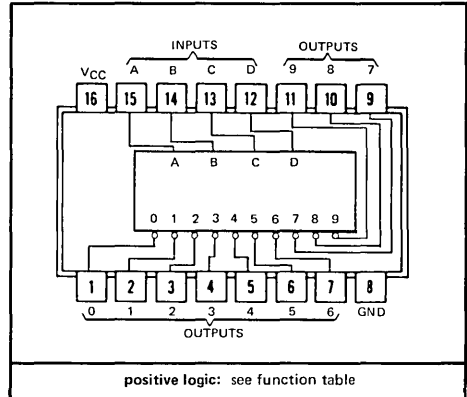 INPUTS OUTPUTS
VCC A B C D 9 8 7
16 15 14 13 12 11 10 9
A B C D
0 1 2 3 4 5 6 7 8 9
1 2 3 4 5 6 7 8
0 1 2 3 4 5 6 GND
OUTPUTS
positive logic: see function table